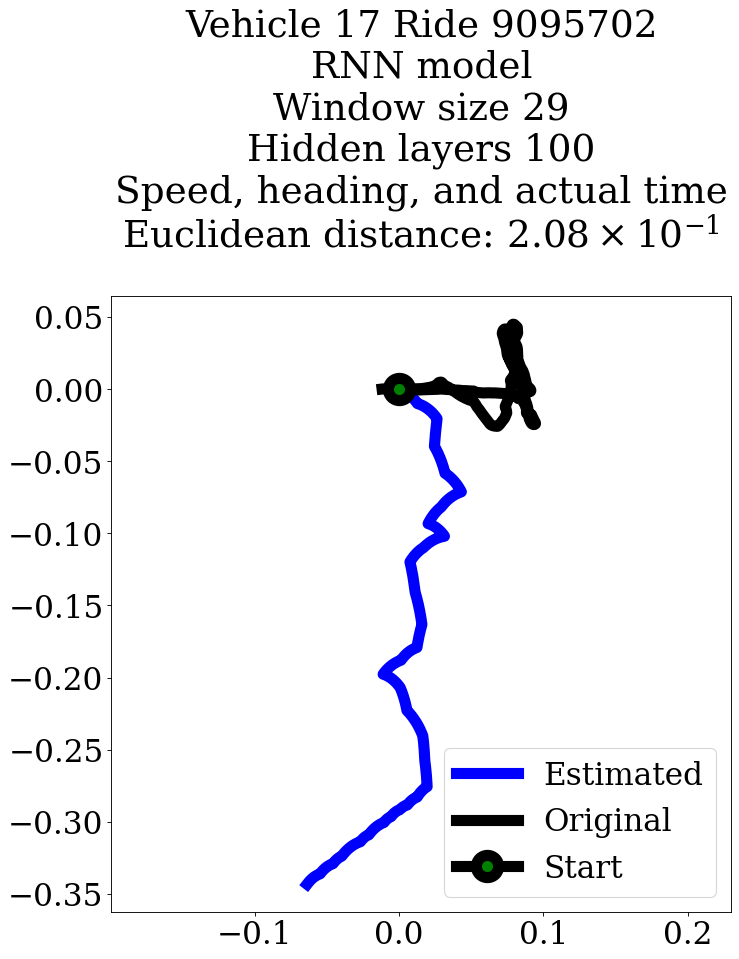 Vehicle 17 Ride 9095702
RNN model
Window size 29
Hidden layers 100
Speed, heading, and actual time
Euclidean distance: 2.08 × 10⁻¹
0.05
0.00
−0.05
−0.10
−0.15
−0.20
−0.25
−0.30
−0.35
Estimated
Original
Start
−0.1
0.0
0.1
0.2